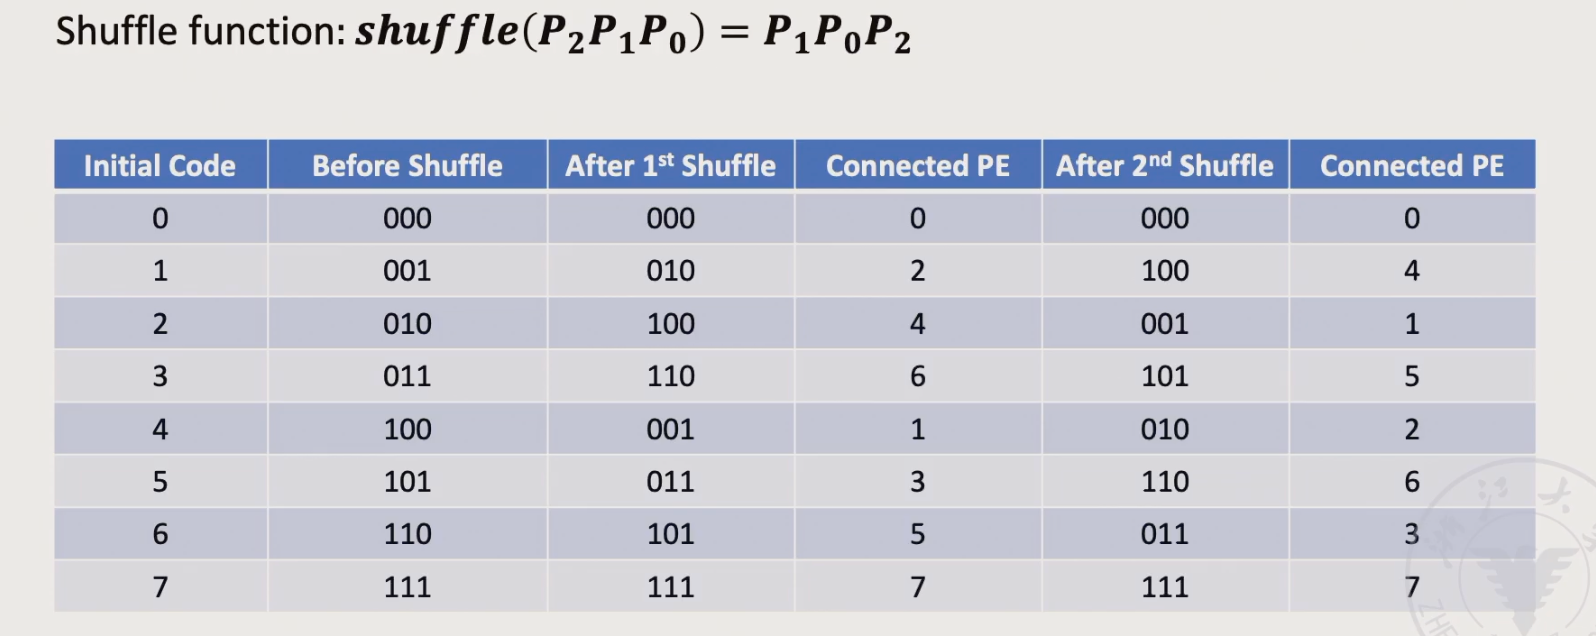 Shuffle function: shuffle(P₂P₁P₀) = P₁P₀P₂
Initial Code Before Shuffle After 1st Shuffle Connected PE After 2nd Shuffle Connected PE
0 000 000 0 000 0
1 001 010 2 100 4
2 010 100 4 001 1
3 011 110 6 101 5
4 100 001 1 010 2
5 101 011 3 110 6
6 110 101 5 011 3
7 111 111 7 111 7